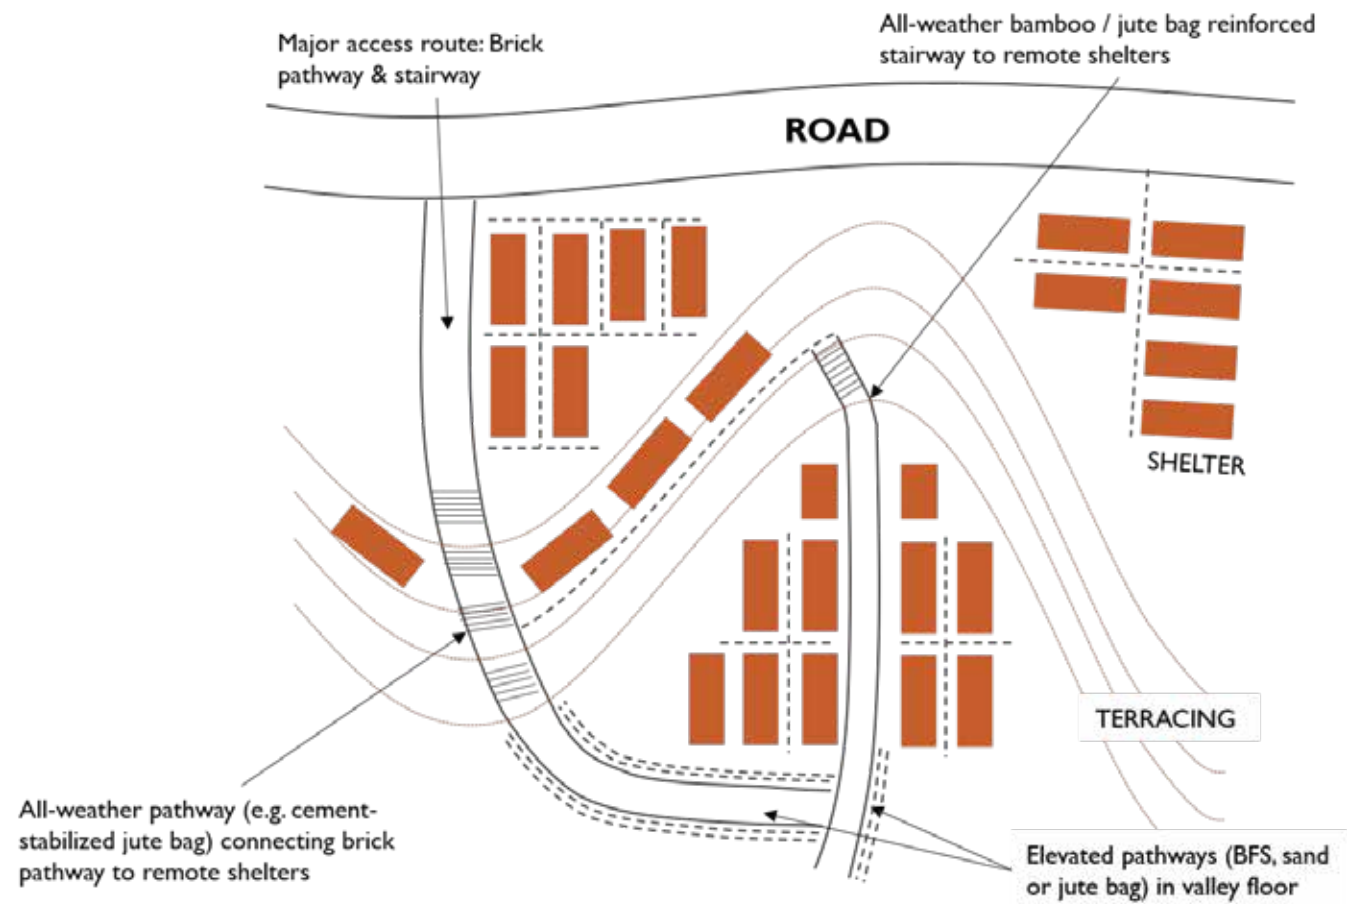 Major access route: Brick
pathway & stairway
All-weather bamboo / jute bag reinforced
stairway to remote shelters
ROAD
SHELTER
TERRACING
All-weather pathway (e.g. cement-
stabilized jute bag) connecting brick
pathway to remote shelters
Elevated pathways (BFS, sand
or jute bag) in valley floor